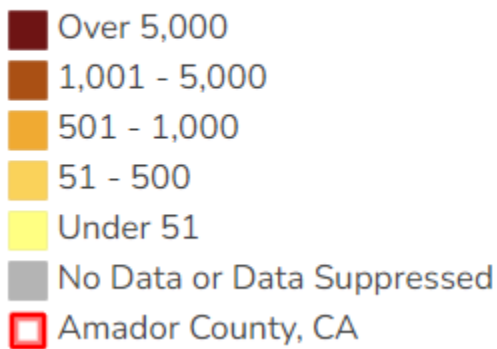 Over 5,000
1,001 - 5,000
501 - 1,000
51 - 500
Under 51
No Data or Data Suppressed
Amador County, CA